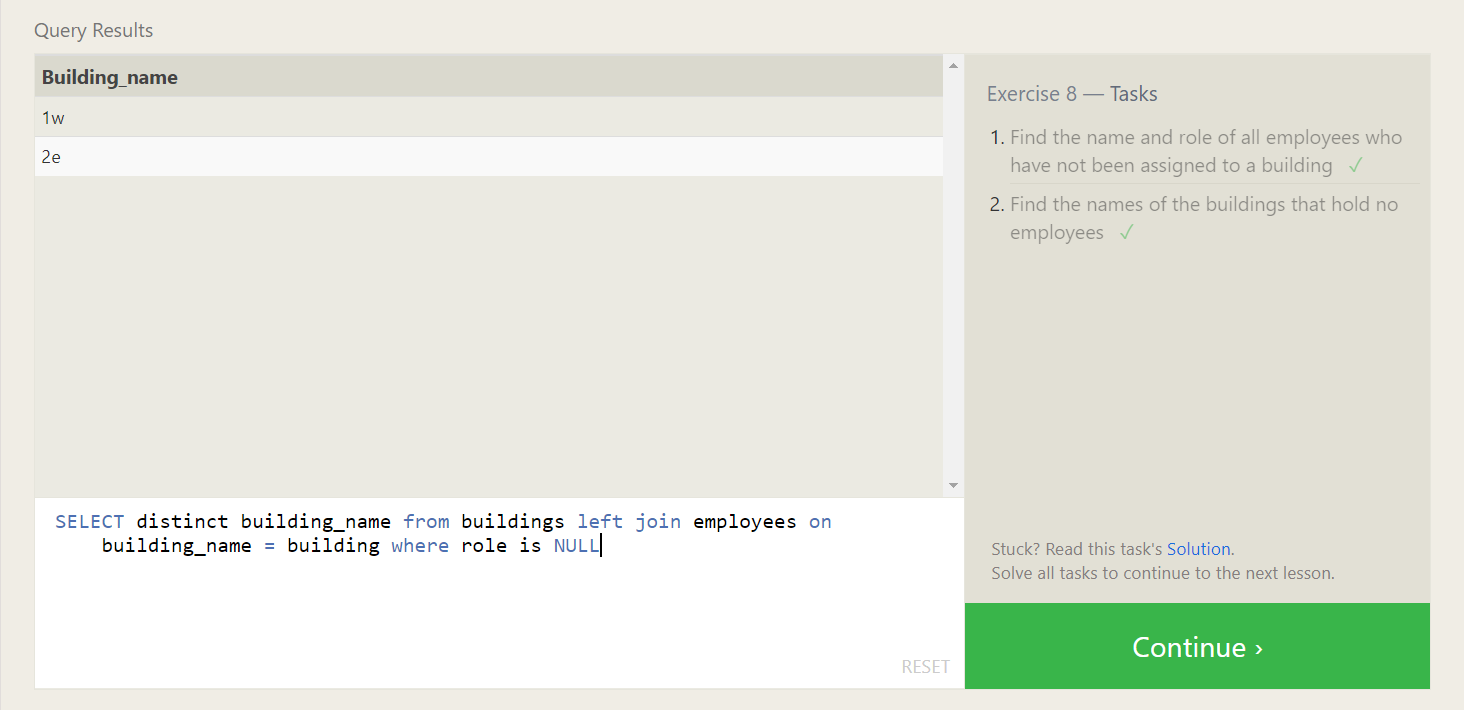 Query Results
Building_name
1w
2e
SELECT distinct building_name from buildings left join employees on
building_name = building where role is NULL
RESET
Exercise 8 — Tasks
1. Find the name and role of all employees who
have not been assigned to a building ✓
2. Find the names of the buildings that hold no
employees ✓
Stuck? Read this task's Solution.
Solve all tasks to continue to the next lesson.
Continue ›